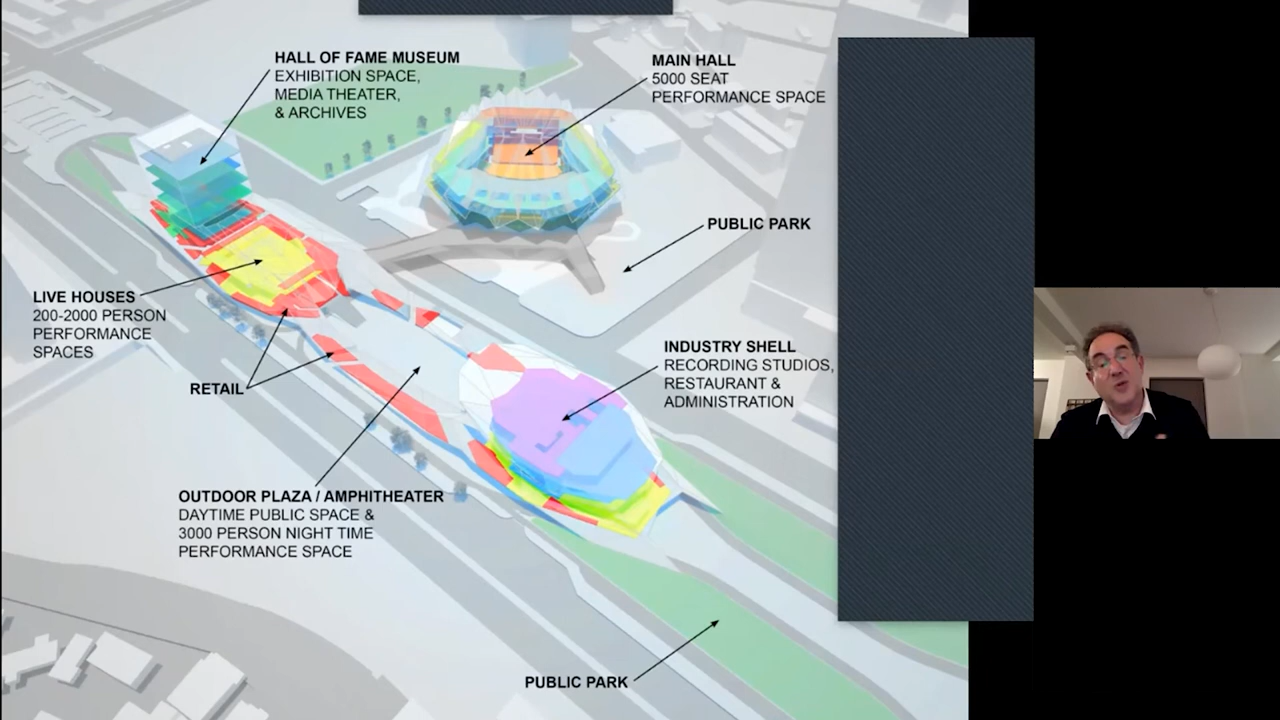 HALL OF FAME MUSEUM
EXHIBITION SPACE,
MEDIA THEATER,
& ARCHIVES
MAIN HALL
5000 SEAT
PERFORMANCE SPACE
PUBLIC PARK
LIVE HOUSES
200-2000 PERSON
PERFORMANCE
SPACES
RETAIL
INDUSTRY SHELL
RECORDING STUDIOS,
RESTAURANT &
ADMINISTRATION
OUTDOOR PLAZA / AMPHITHEATER
DAYTIME PUBLIC SPACE &
3000 PERSON NIGHT TIME
PERFORMANCE SPACE
PUBLIC PARK